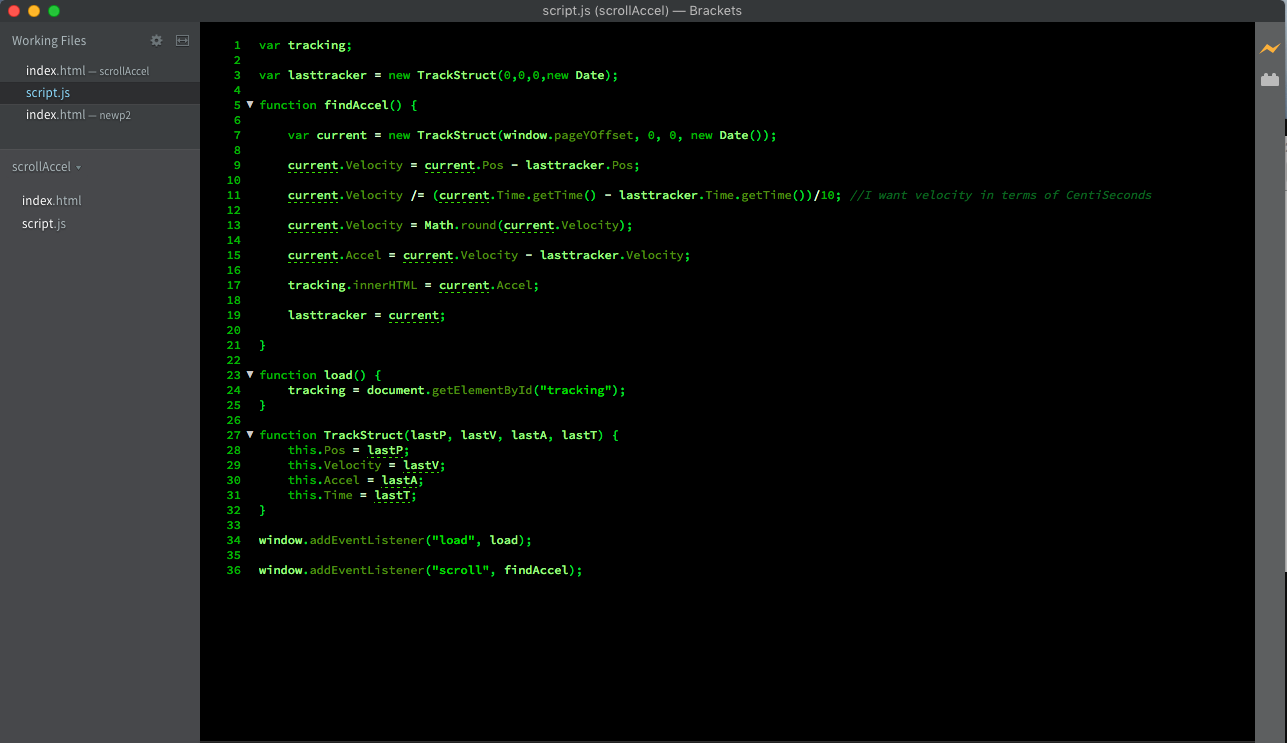 script.js (scrollAccel) — Brackets
Working Files
index.html — scrollAccel
script.js
index.html — newp2
scrollAccel
index.html
script.js
1 var tracking;
2
3 var lasttracker = new TrackStruct(0,0,0,new Date);
4
5 function findAccel() {
6
7 var current = new TrackStruct(window.pageYOffset, 0, 0, new Date());
8
9 current.Velocity = current.Pos - lasttracker.Pos;
10
11 current.Velocity /= (current.Time.getTime() - lasttracker.Time.getTime())/10; //I want velocity in terms of CentiSeconds
12
13 current.Velocity = Math.round(current.Velocity);
14
15 current.Accel = current.Velocity - lasttracker.Velocity;
16
17 tracking.innerHTML = current.Accel;
18
19 lasttracker = current;
20
21 }
22
23 function load() {
24 tracking = document.getElementById("tracking");
25 }
26
27 function TrackStruct(lastP, lastV, lastA, lastT) {
28 this.Pos = lastP;
29 this.Velocity = lastV;
30 this.Accel = lastA;
31 this.Time = lastT;
32 }
33
34 window.addEventListener("load", load);
35
36 window.addEventListener("scroll", findAccel);